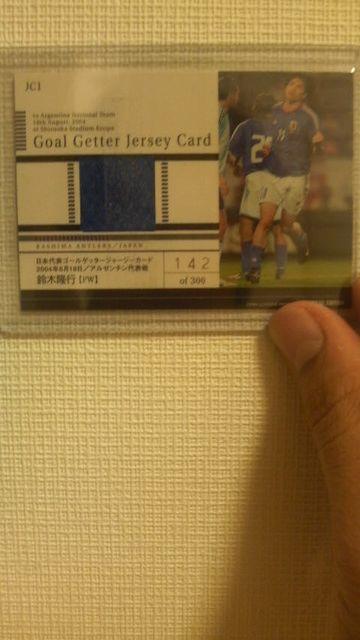 JC1
vs Argentina National Team
18th August, 2004
at Shizuoka Stadium Ecopa
Goal Getter Jersey Card
KASHIMA ANTLERS/JAPAN
日本代表ゴールゲッタージャージーカード
2004年8月18日/アルゼンチン代表戦
鈴木隆行[FW]
142
of 300